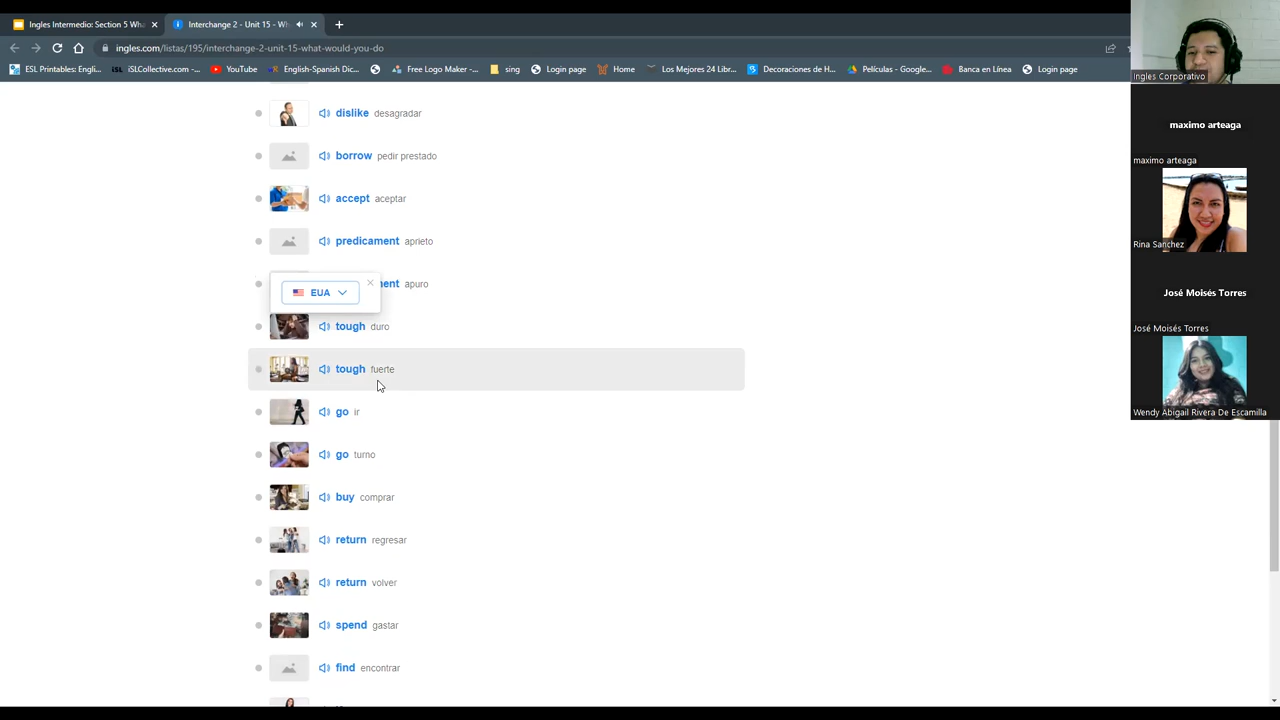 Ingles Intermedio: Section 5 Wha
Interchange 2 - Unit 15 - Wh
ingles.com/listas/195/interchange-2-unit-15-what-would-you-do
ESL Printables: Engli...
iSL iSLCollective.com -...
YouTube
English-Spanish Dic...
Free Logo Maker -...
ing
Login page
Home
Los Mejores 24 Libr...
Decoraciones de H...
Películas - Google...
Banca en Línea
Login page
dislike desagradar
borrow pedir prestado
accept aceptar
predicament aprieto
ment apuro
EUA
tough duro
tough fuerte
go ir
go turno
buy comprar
return regresar
return volver
spend gastar
find encontrar
Ingles Corporativo
maximo arteaga
maximo arteaga
Rina Sanchez
José Moisés Torres
José Moisés Torres
Wendy Abigail Rivera De Escamilla